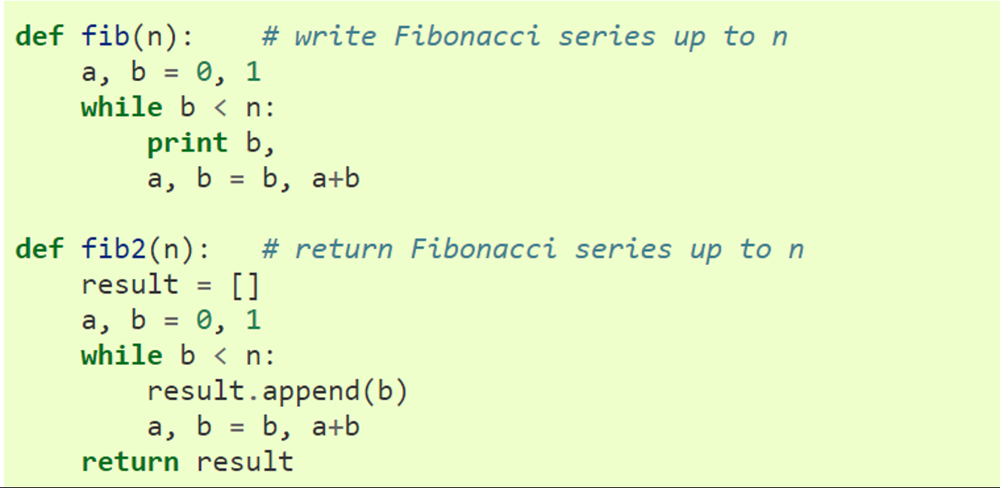 def fib(n):    # write Fibonacci series up to n
    a, b = 0, 1
    while b < n:
        print b,
        a, b = b, a+b

def fib2(n):   # return Fibonacci series up to n
    result = []
    a, b = 0, 1
    while b < n:
        result.append(b)
        a, b = b, a+b
    return result